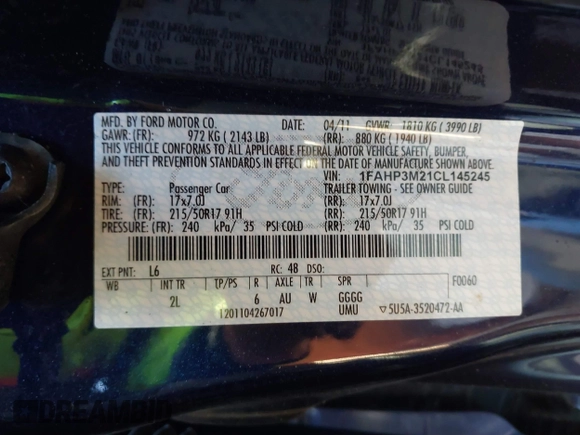 MFD. BY FORD MOTOR CO. DATE: 04/11 GVWR: 1810 KG ( 3990 LB)
GAWR: (FR): 972 KG ( 2143 LB) (RR): 880 KG ( 1940 LB)
THIS VEHICLE CONFORMS TO ALL APPLICABLE FEDERAL MOTOR VEHICLE SAFETY, BUMPER,
AND THEFT PREVENTION STANDARDS IN EFFECT ON THE DATE OF MANUFACTURE SHOWN ABOVE.
VIN: 1FAHP3M21CL145245
TYPE: Passenger Car TRAILER TOWING - SEE OWNER GUIDE
RIM: (FR): 17x7.0J (RR): 17x7.0J
TIRE: (FR): 215/50R17 91H (RR): 215/50R17 91H
PRESSURE: (FR): 240 kPa/ 35 PSI COLD (RR): 240 kPa/ 35 PSI COLD
EXT PNT: L6 RC: 48 DSO: F0060
WB INT TR TP/PS R AXLE TR SPR
2L 6 AU W GGGG
1201104267017 UMU ▽5U5A-3520472-AA
DREAMBID